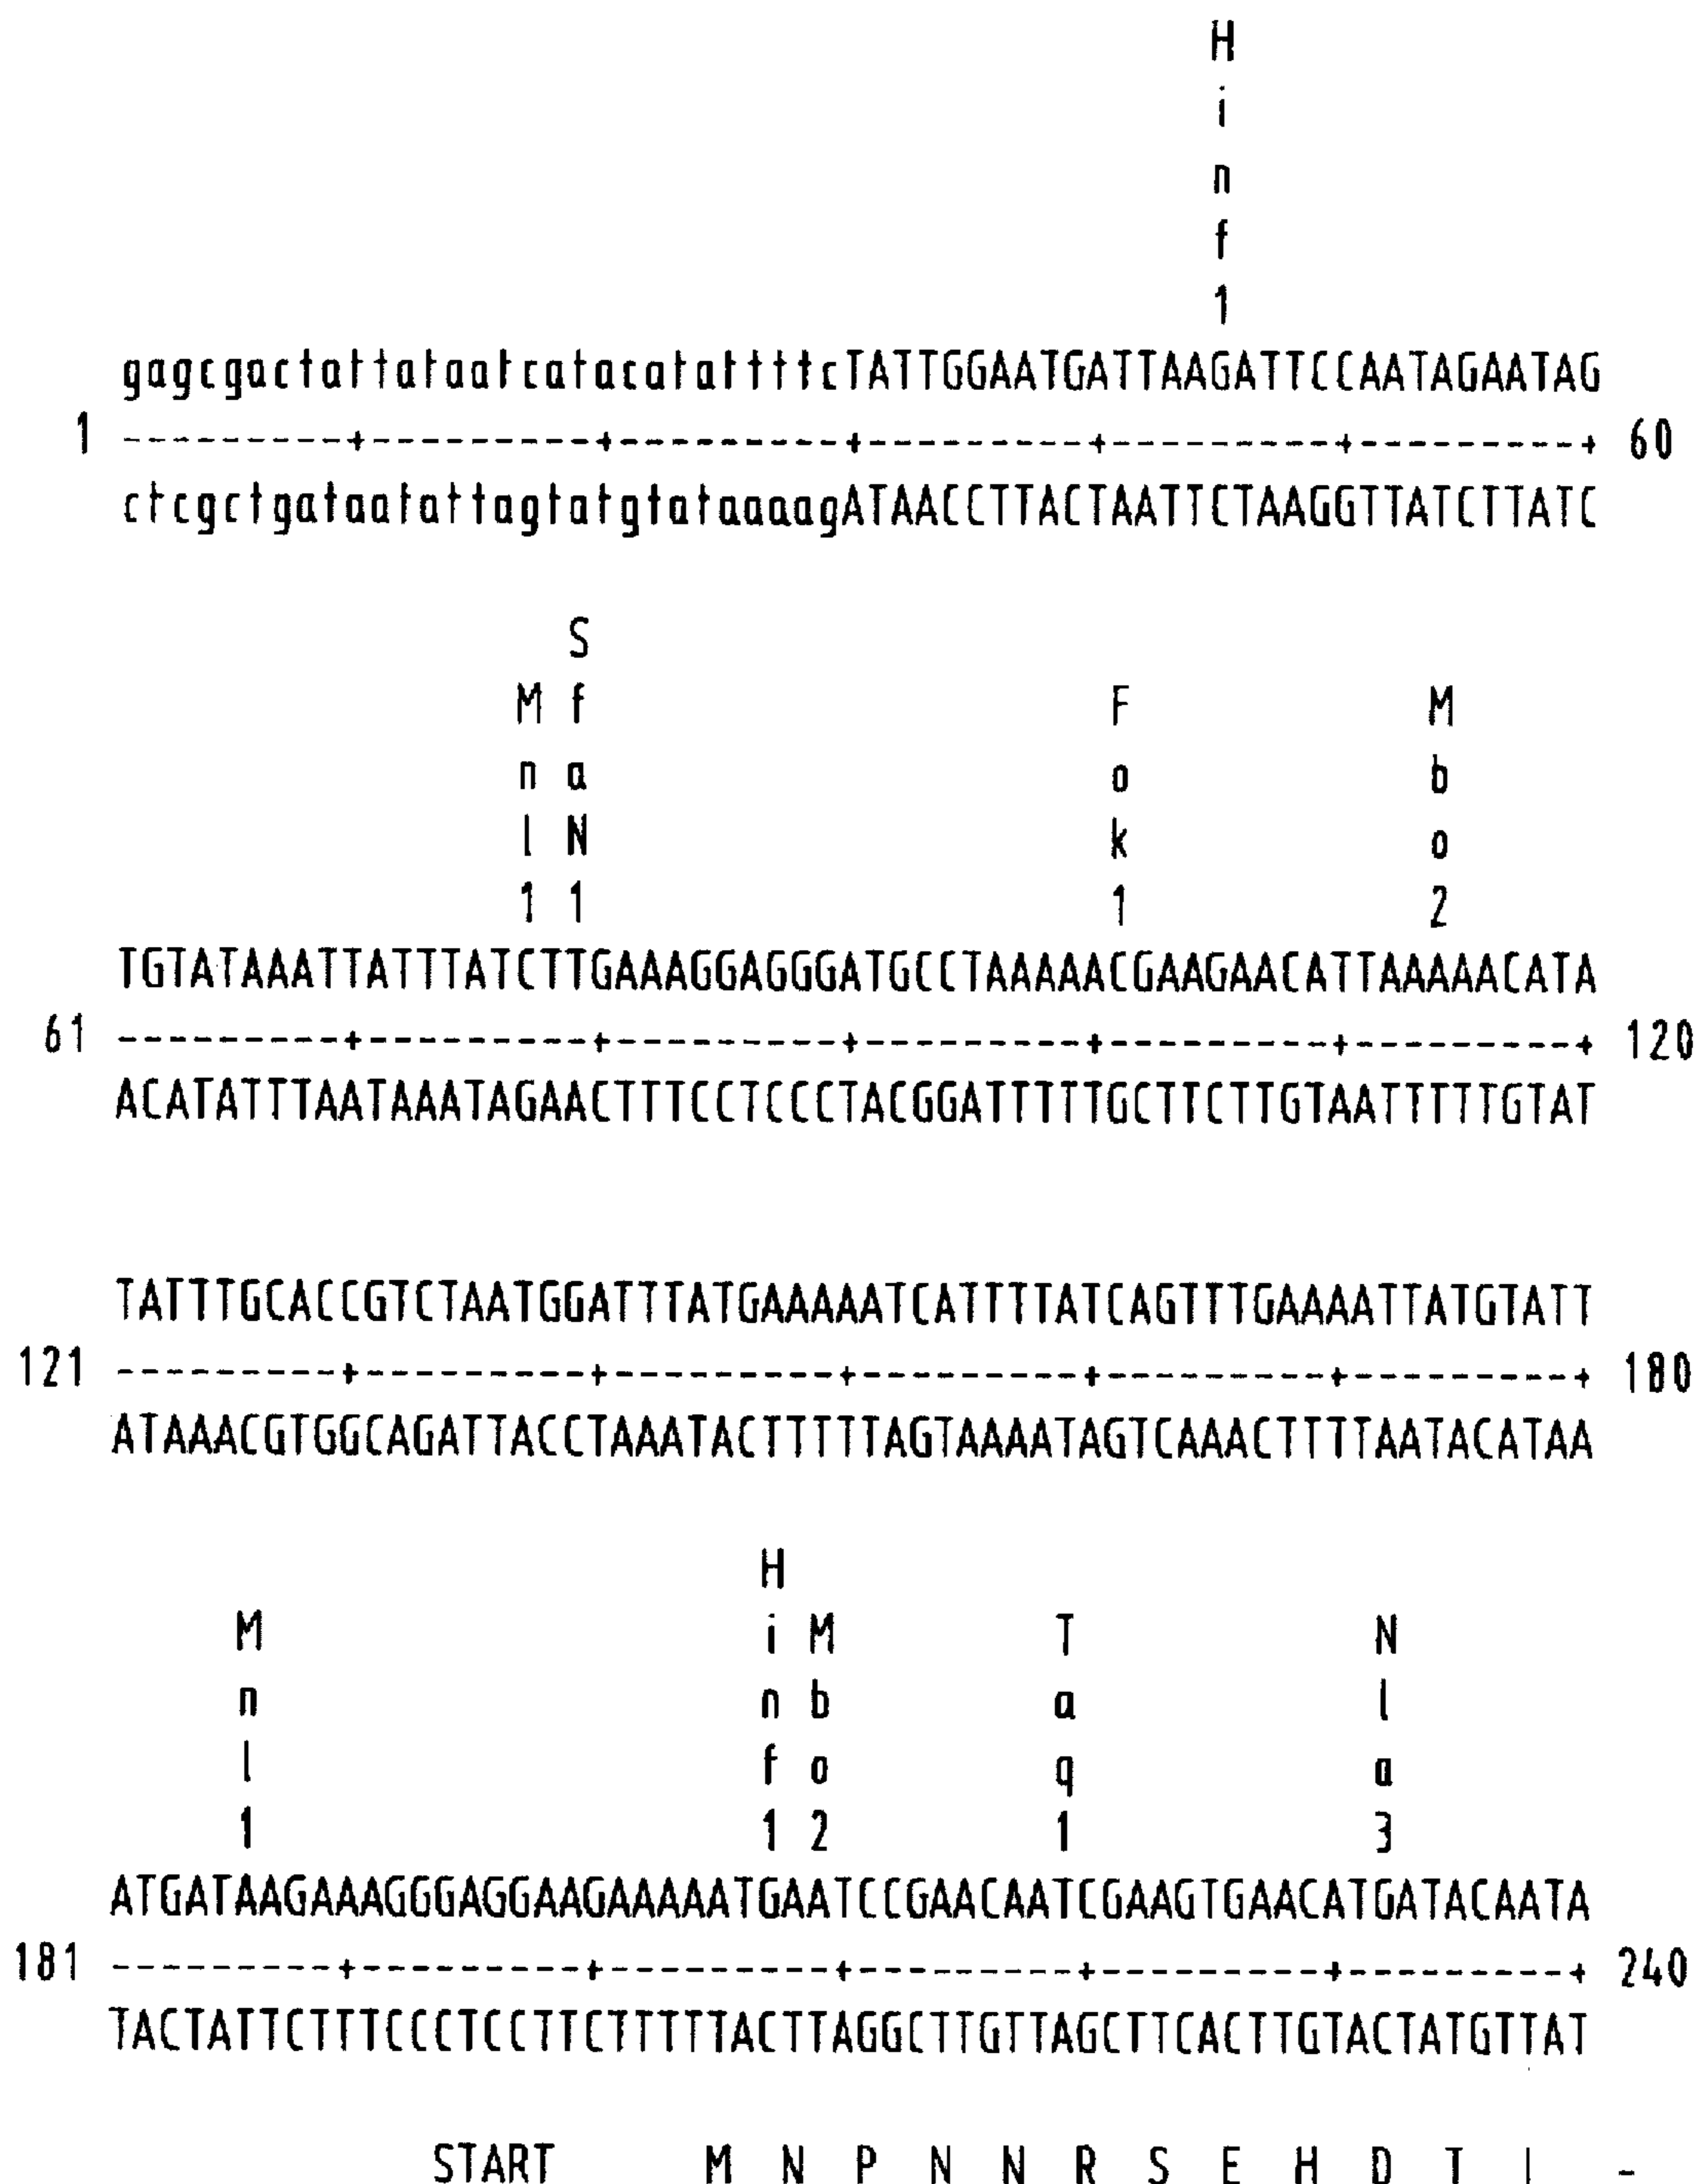 H
i
n
f
1
gagcgactattataatcatacatattttcTATTGGAATGATTAAGATTCCAATAGAATAG
1 ---------+---------+---------+---------+---------+---------+ 60
ctcgctgataatattagtatgtataaaagATAACCTTACTAATTCTAAGGTTATCTTATC
S
M f F M
n a o b
l N k o
1 1 1 2
TGTATAAATTATTTATCTTGAAAGGAGGGATGCCTAAAAACGAAGAACATTAAAAACATA
61 ---------+---------+---------+---------+---------+---------+ 120
ACATATTTAATAAATAGAACTTTCCTCCCTACGGATTTTTGCTTCTTGTAATTTTTGTAT
TATTTGCACCGTCTAATGGATTTATGAAAAATCATTTTATCAGTTTGAAAATTATGTATT
121 ---------+---------+---------+---------+---------+---------+ 180
ATAAACGTGGCAGATTACCTAAATACTTTTTAGTAAAATAGTCAAACTTTTAATACATAA
H
M i M T N
n n b a l
l f o q a
1 1 2 1 3
ATGATAAGAAAGGGAGGAAGAAAAATGAATCCGAACAATCGAAGTGAACATGATACAATA
181 ---------+---------+---------+---------+---------+---------+ 240
TACTATTCTTTCCCTCCTTCTTTTTACTTAGGCTTGTTAGCTTCACTTGTACTATGTTAT
START M N P N N R S E H D T I -